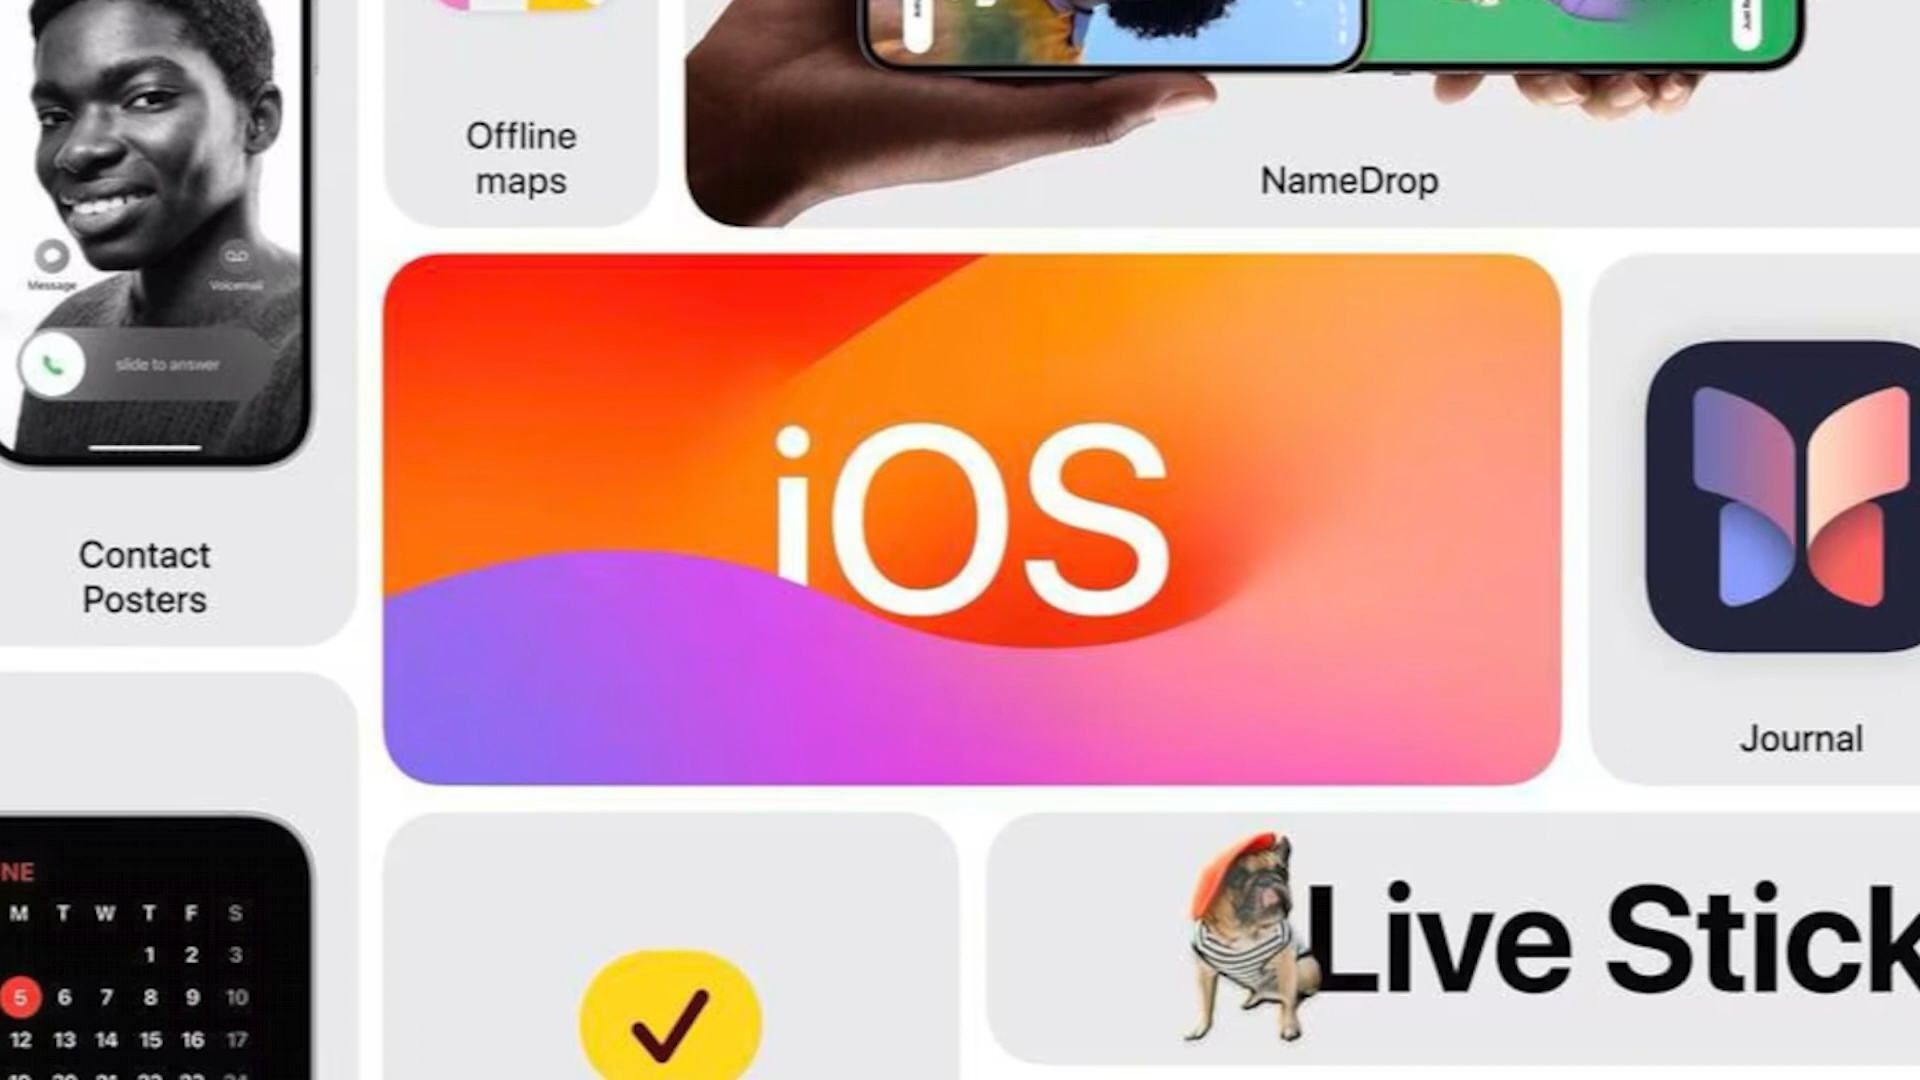 Offline
maps
NameDrop
Message
Voicemail
slide to answer
iOS
Contact
Posters
Journal
NE
M T W T F S
1 2 3
5 6 7 8 9 10
12 13 14 15 16 17
Live Stick